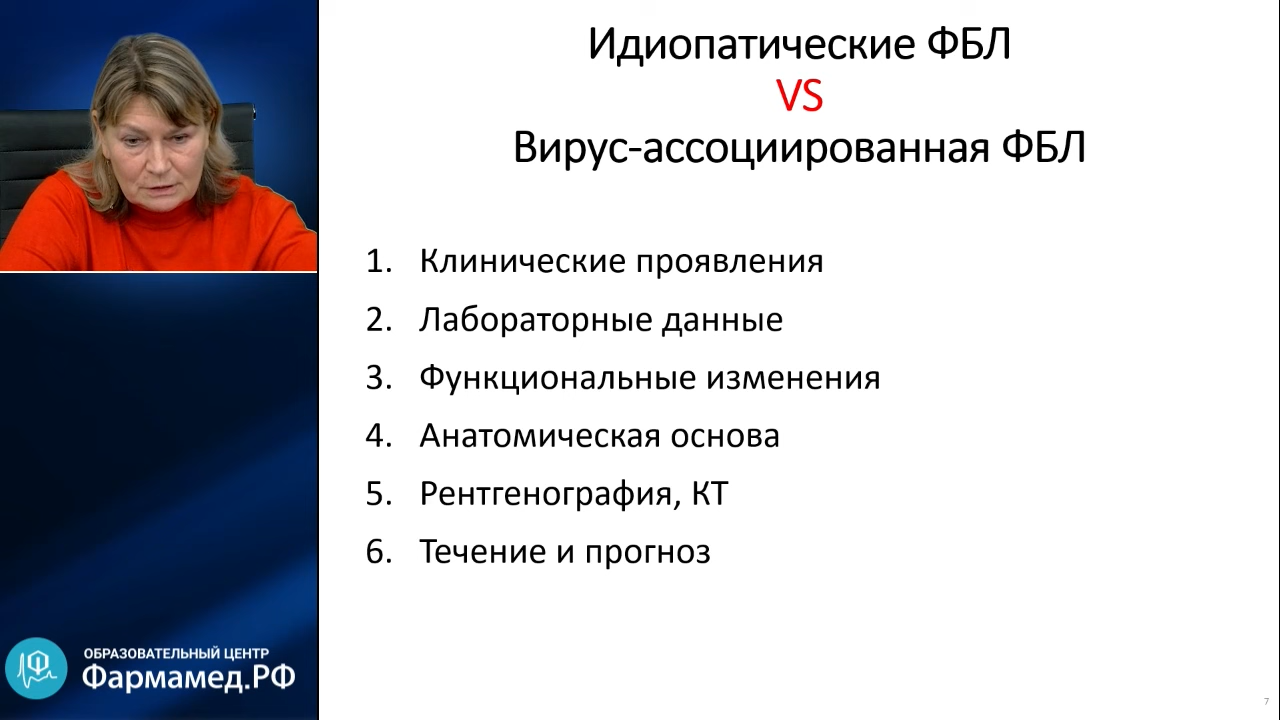 Идиопатические ФБЛ
VS
Вирус-ассоциированная ФБЛ
1. Клинические проявления
2. Лабораторные данные
3. Функциональные изменения
4. Анатомическая основа
5. Рентгенография, КТ
6. Течение и прогноз
ОБРАЗОВАТЕЛЬНЫЙ ЦЕНТР
Фармамед.РФ
7